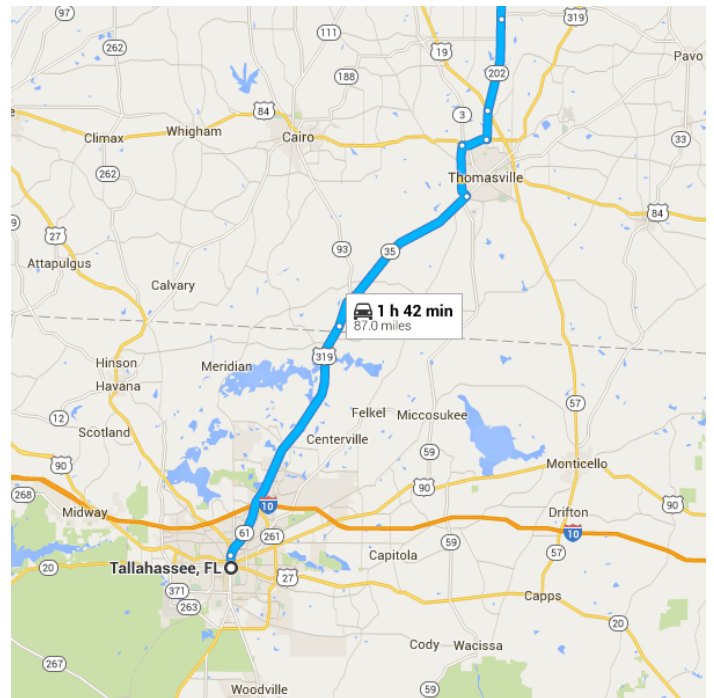 97
262
111
319
19
Pavo
188
202
84
3
Climax
Whigham
Cairo
33
262
Thomasville
84
27
93
35
Attapulgus
Calvary
1 h 42 min
87.0 miles
Hinson
Meridian
319
Havana
Felkel
Miccosukee
57
12
Scotland
Centerville
59
90
Monticello
90
90
268
Midway
10
Drifton
61
261
10
Capitola
59
57
20
Tallahassee, FL
27
371
263
Capps
20
Cody
Wacissa
267
59
Woodville